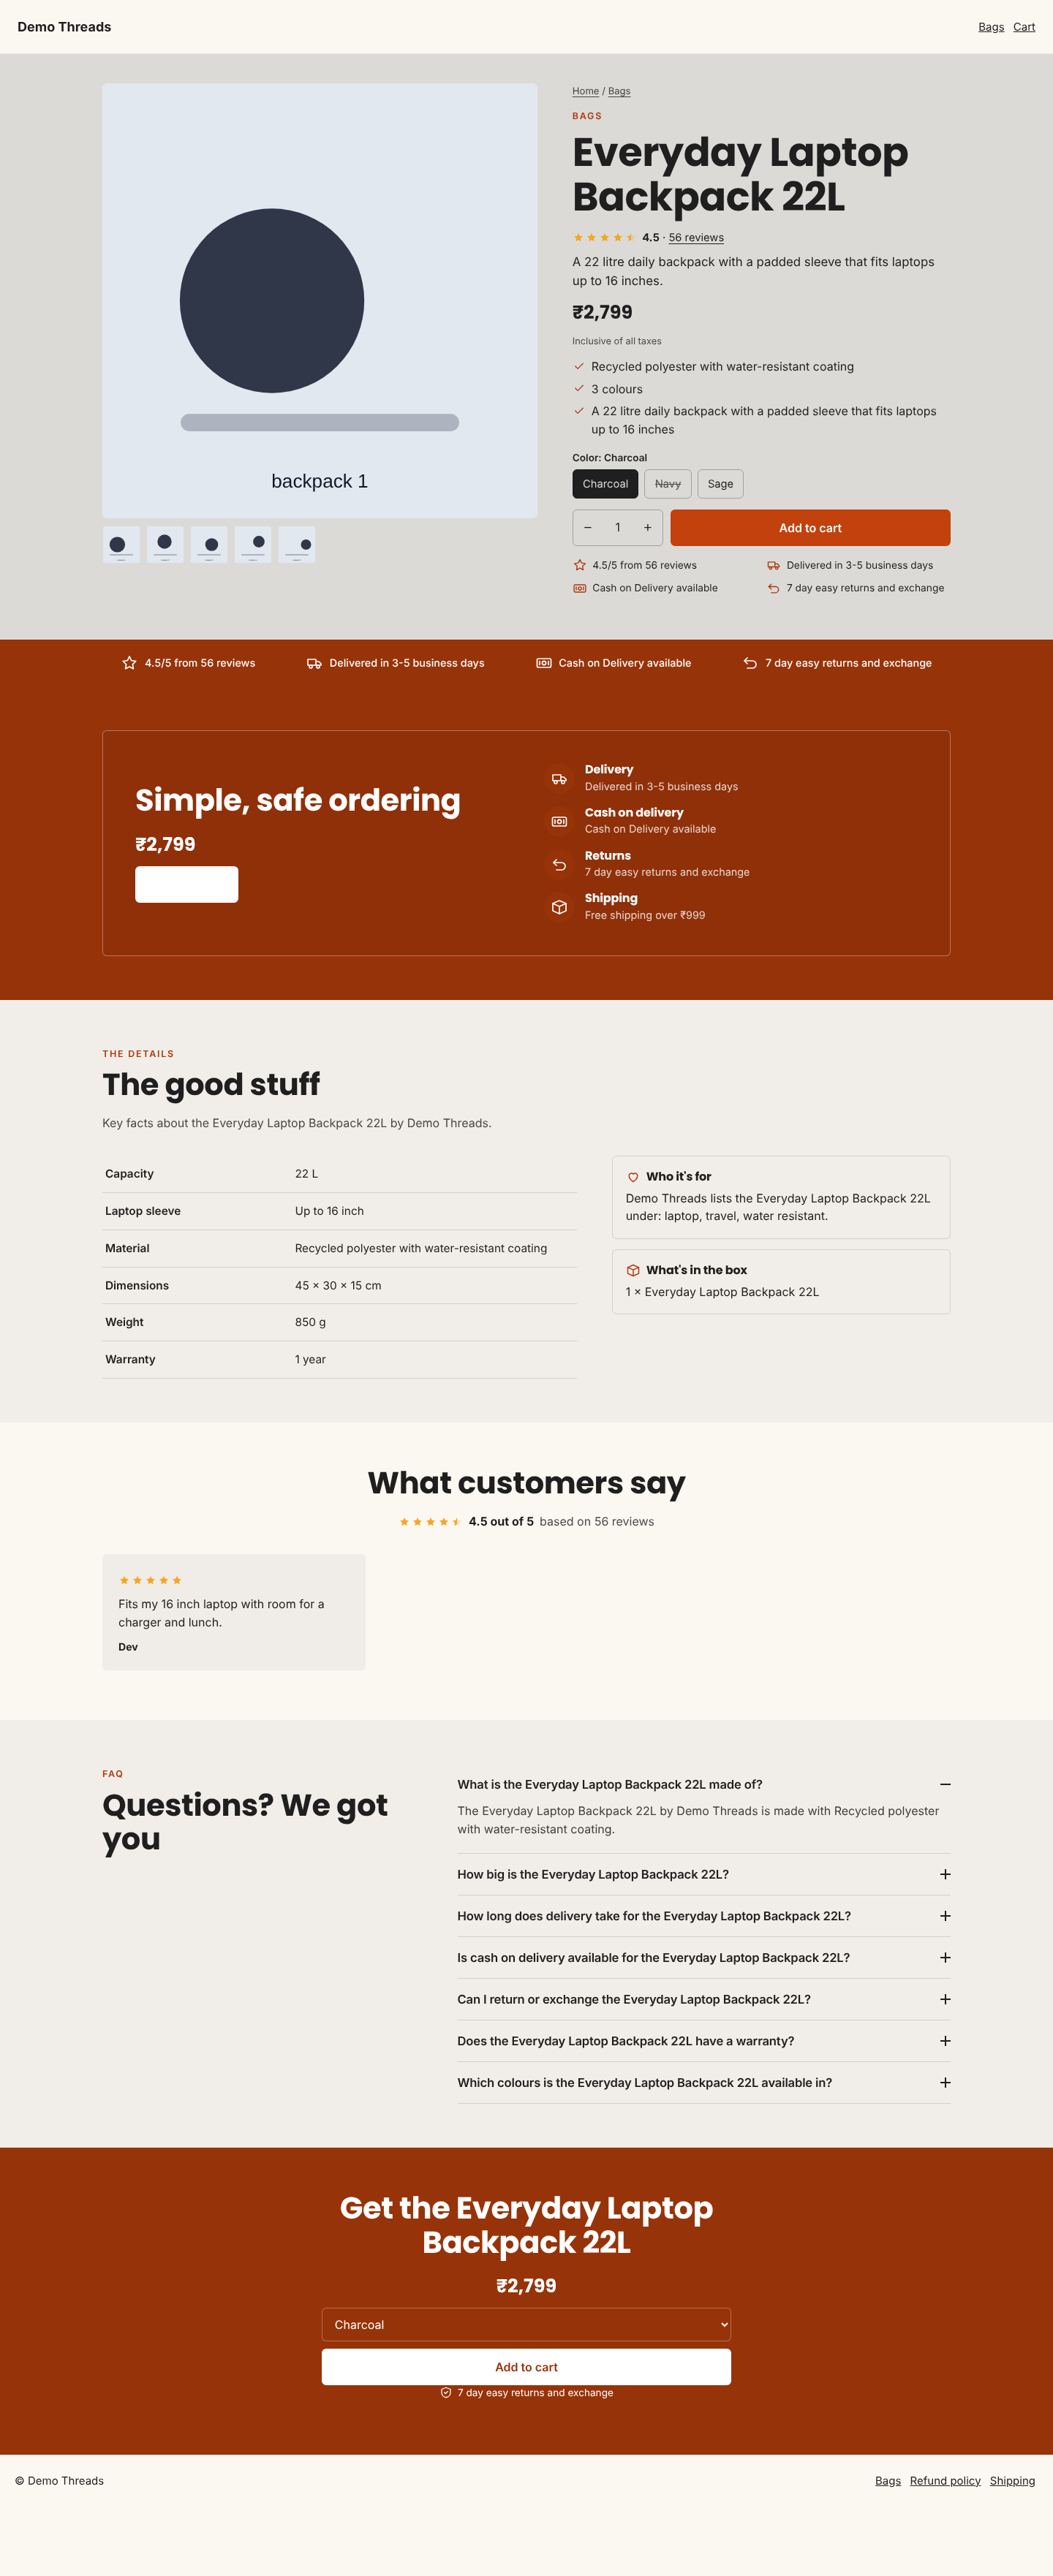 Demo Threads
Bags Cart
Home / Bags
BAGS
Everyday Laptop
Backpack 22L
4.5 · 56 reviews
A 22 litre daily backpack with a padded sleeve that fits laptops
up to 16 inches.
₹2,799
Inclusive of all taxes
Recycled polyester with water-resistant coating
3 colours
A 22 litre daily backpack with a padded sleeve that fits laptops
up to 16 inches
Color: Charcoal
Charcoal Navy Sage
− 1 + Add to cart
4.5/5 from 56 reviews Delivered in 3-5 business days
Cash on Delivery available 7 day easy returns and exchange
backpack 1
4.5/5 from 56 reviews Delivered in 3-5 business days Cash on Delivery available 7 day easy returns and exchange
Simple, safe ordering
₹2,799
Delivery
Delivered in 3-5 business days
Cash on delivery
Cash on Delivery available
Returns
7 day easy returns and exchange
Shipping
Free shipping over ₹999
THE DETAILS
The good stuff
Key facts about the Everyday Laptop Backpack 22L by Demo Threads.
Capacity 22 L
Laptop sleeve Up to 16 inch
Material Recycled polyester with water-resistant coating
Dimensions 45 × 30 × 15 cm
Weight 850 g
Warranty 1 year
Who it's for
Demo Threads lists the Everyday Laptop Backpack 22L
under: laptop, travel, water resistant.
What's in the box
1 × Everyday Laptop Backpack 22L
What customers say
4.5 out of 5 based on 56 reviews
Fits my 16 inch laptop with room for a
charger and lunch.
Dev
FAQ
Questions? We got
you
What is the Everyday Laptop Backpack 22L made of?
The Everyday Laptop Backpack 22L by Demo Threads is made with Recycled polyester
with water-resistant coating.
How big is the Everyday Laptop Backpack 22L?
How long does delivery take for the Everyday Laptop Backpack 22L?
Is cash on delivery available for the Everyday Laptop Backpack 22L?
Can I return or exchange the Everyday Laptop Backpack 22L?
Does the Everyday Laptop Backpack 22L have a warranty?
Which colours is the Everyday Laptop Backpack 22L available in?
Get the Everyday Laptop
Backpack 22L
₹2,799
Charcoal
Add to cart
7 day easy returns and exchange
© Demo Threads
Bags Refund policy Shipping